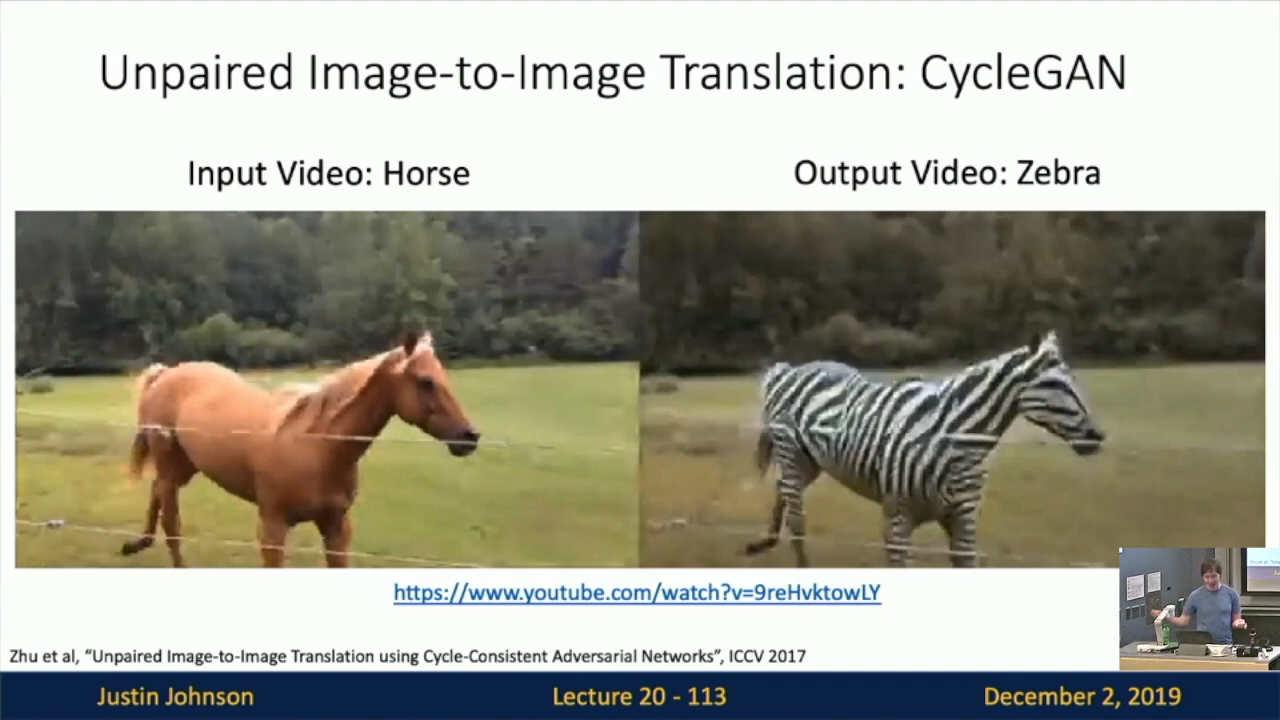 Unpaired Image-to-Image Translation: CycleGAN
Input Video: Horse
Output Video: Zebra
https://www.youtube.com/watch?v=9reHvktowLY
Zhu et al, “Unpaired Image-to-Image Translation using Cycle-Consistent Adversarial Networks”, ICCV 2017
Justin Johnson
Lecture 20 - 113
December 2, 2019